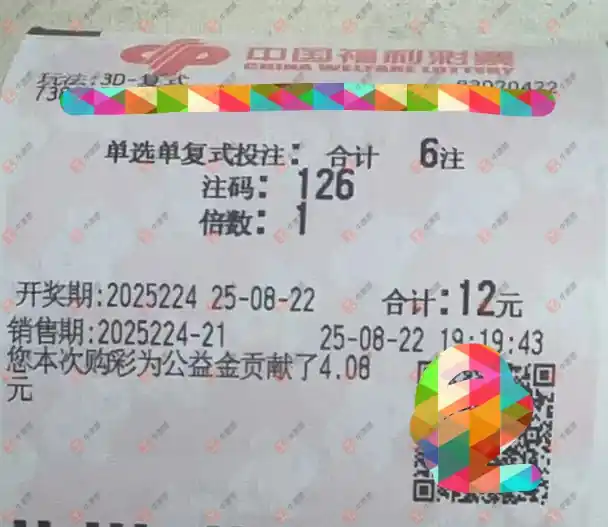 中国福利彩票
CHINA WELFARE LOTTERY
玩法:3D-复式
单选单复式投注: 合计 6注
注码: 126
倍数: 1
开奖期:2025224 25-08-22 合计:12元
销售期:2025224-21 25-08-22 19:19:43
您本次购彩为公益金贡献了4.08
元